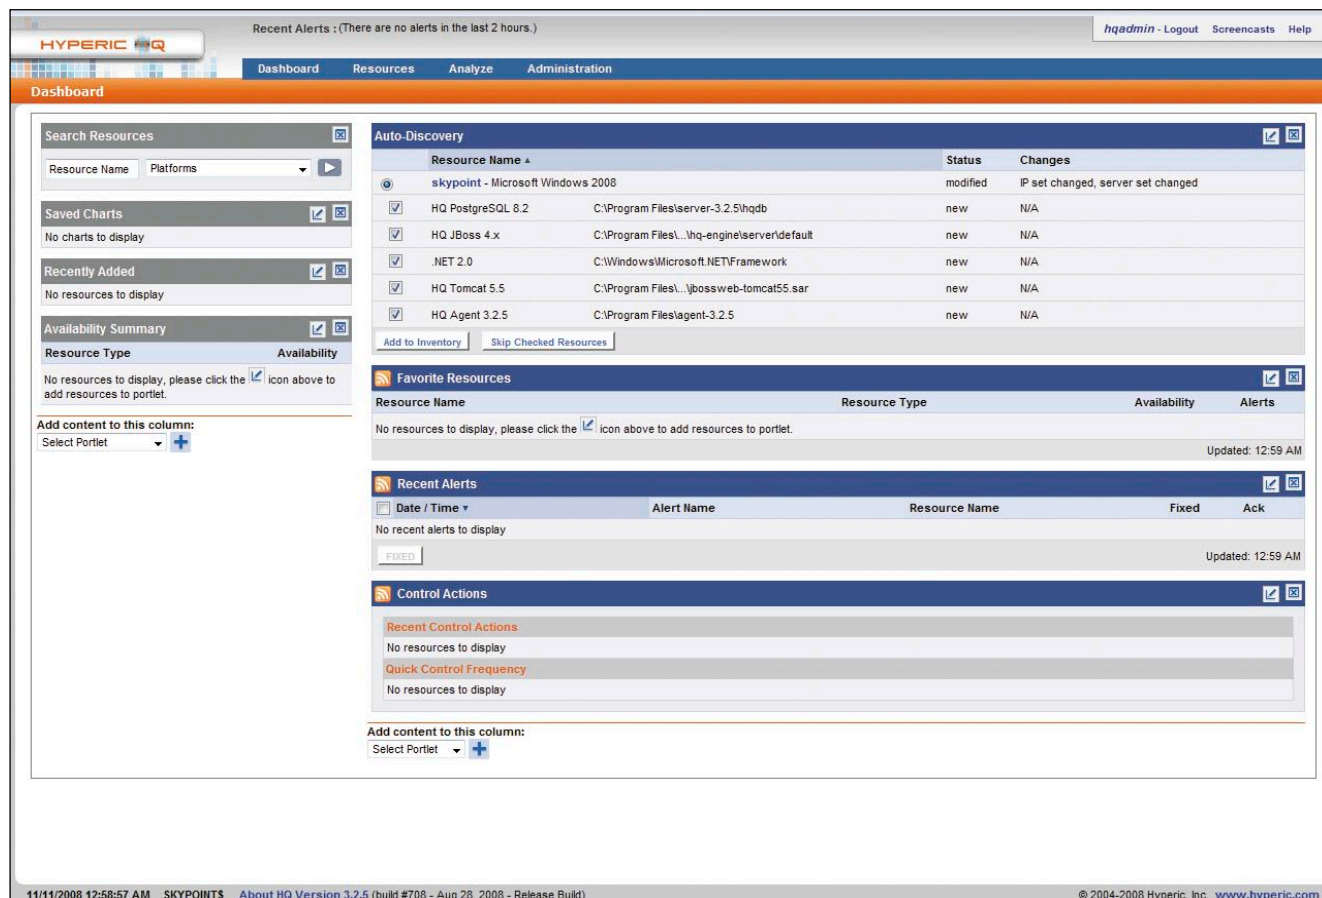 HYPERIC HQ
Recent Alerts : (There are no alerts in the last 2 hours.)
hqadmin - Logout Screencasts Help
Dashboard Resources Analyze Administration
Dashboard
Search Resources
Resource Name Platforms
Saved Charts
No charts to display
Recently Added
No resources to display
Availability Summary
Resource Type Availability
No resources to display, please click the icon above to
add resources to portlet.
Add content to this column:
Select Portlet
Auto-Discovery
Resource Name Status Changes
skypoint - Microsoft Windows 2008 modified IP set changed, server set changed
HQ PostgreSQL 8.2 C:\Program Files\server-3.2.5\hqdb new N/A
HQ JBoss 4.x C:\Program Files\...\hq-engine\server\default new N/A
.NET 2.0 C:\Windows\Microsoft.NET\Framework new N/A
HQ Tomcat 5.5 C:\Program Files\...\jbossweb-tomcat55.sar new N/A
HQ Agent 3.2.5 C:\Program Files\agent-3.2.5 new N/A
Add to Inventory Skip Checked Resources
Favorite Resources
Resource Name Resource Type Availability Alerts
No resources to display, please click the icon above to add resources to portlet.
Updated: 12:59 AM
Recent Alerts
Date / Time Alert Name Resource Name Fixed Ack
No recent alerts to display
FIXED Updated: 12:59 AM
Control Actions
Recent Control Actions
No resources to display
Quick Control Frequency
No resources to display
Add content to this column:
Select Portlet
11/11/2008 12:58:57 AM SKYPOINT$ About HQ Version 3.2.5 (build #708 - Aug 28, 2008 - Release Build) © 2004-2008 Hyperic, Inc. www.hyperic.com